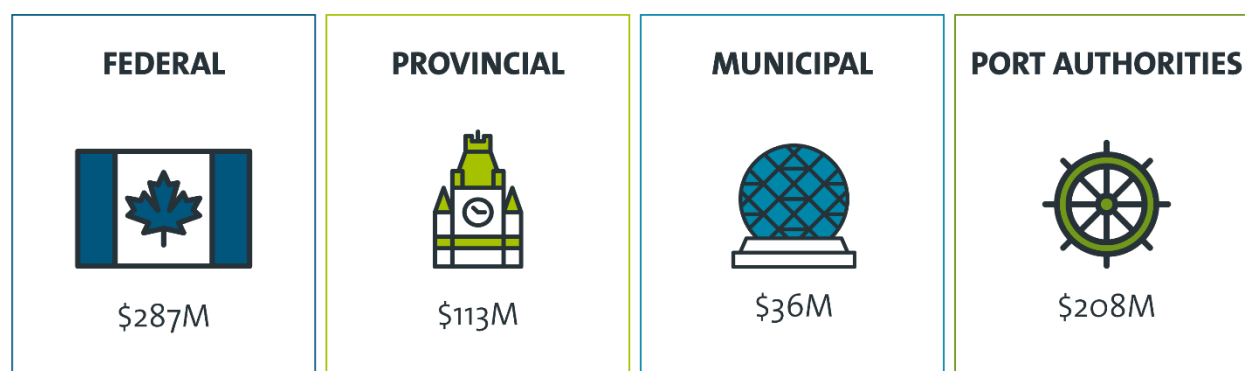 FEDERAL
$287M
PROVINCIAL
$113M
MUNICIPAL
$36M
PORT AUTHORITIES
$208M